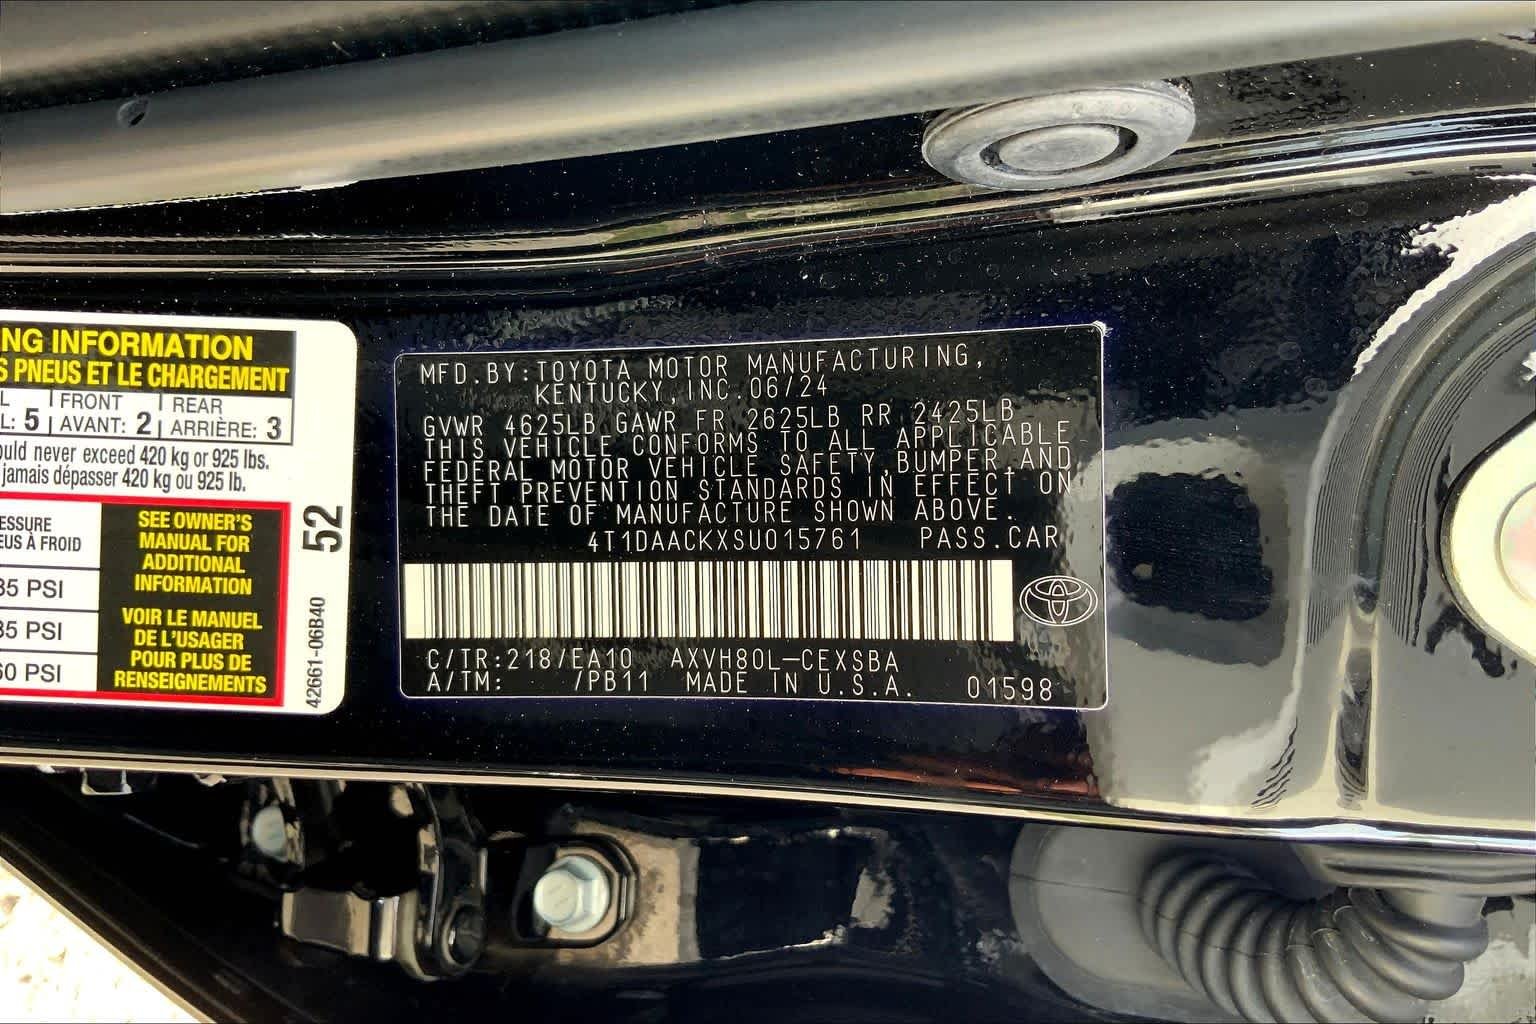 NG INFORMATION
S PNEUS ET LE CHARGEMENT
L | FRONT | REAR
L: 5 | AVANT: 2 | ARRIÈRE: 3
ould never exceed 420 kg or 925 lbs.
jamais dépasser 420 kg ou 925 lb.
ESSURE
EUS À FROID
35 PSI
35 PSI
60 PSI
SEE OWNER'S
MANUAL FOR
ADDITIONAL
INFORMATION
VOIR LE MANUEL
DE L'USAGER
POUR PLUS DE
RENSEIGNEMENTS
52
42661-06B40
MFD.BY:TOYOTA MOTOR MANUFACTURING,
KENTUCKY,INC.06/24
GVWR 4625LB GAWR FR 2625LB RR 2425LB
THIS VEHICLE CONFORMS TO ALL APPLICABLE
FEDERAL MOTOR VEHICLE SAFETY,BUMPER,AND
THEFT PREVENTION STANDARDS IN EFFECT ON
THE DATE OF MANUFACTURE SHOWN ABOVE.
4T1DAACKXSU015761 PASS.CAR
C/TR:218/EA10 AXVH80L-CEXSBA
A/TM: /PB11 MADE IN U.S.A. 01598